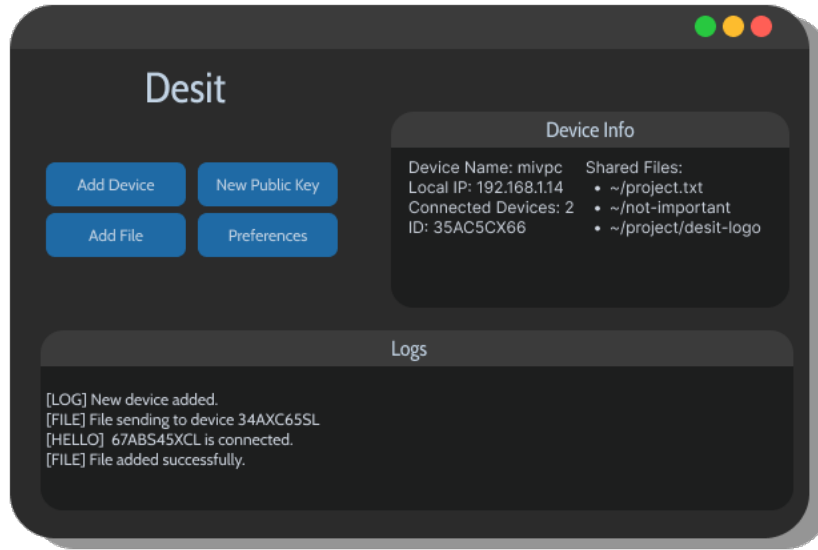 Desit
Add Device
New Public Key
Add File
Preferences
Device Info
Device Name: mivpc
Local IP: 192.168.1.14
Connected Devices: 2
ID: 35AC5CX66
Shared Files:
• ~/project.txt
• ~/not-important
• ~/project/desit-logo
Logs
[LOG] New device added.
[FILE] File sending to device 34AXC65SL
[HELLO]  67ABS45XCL is connected.
[FILE] File added successfully.